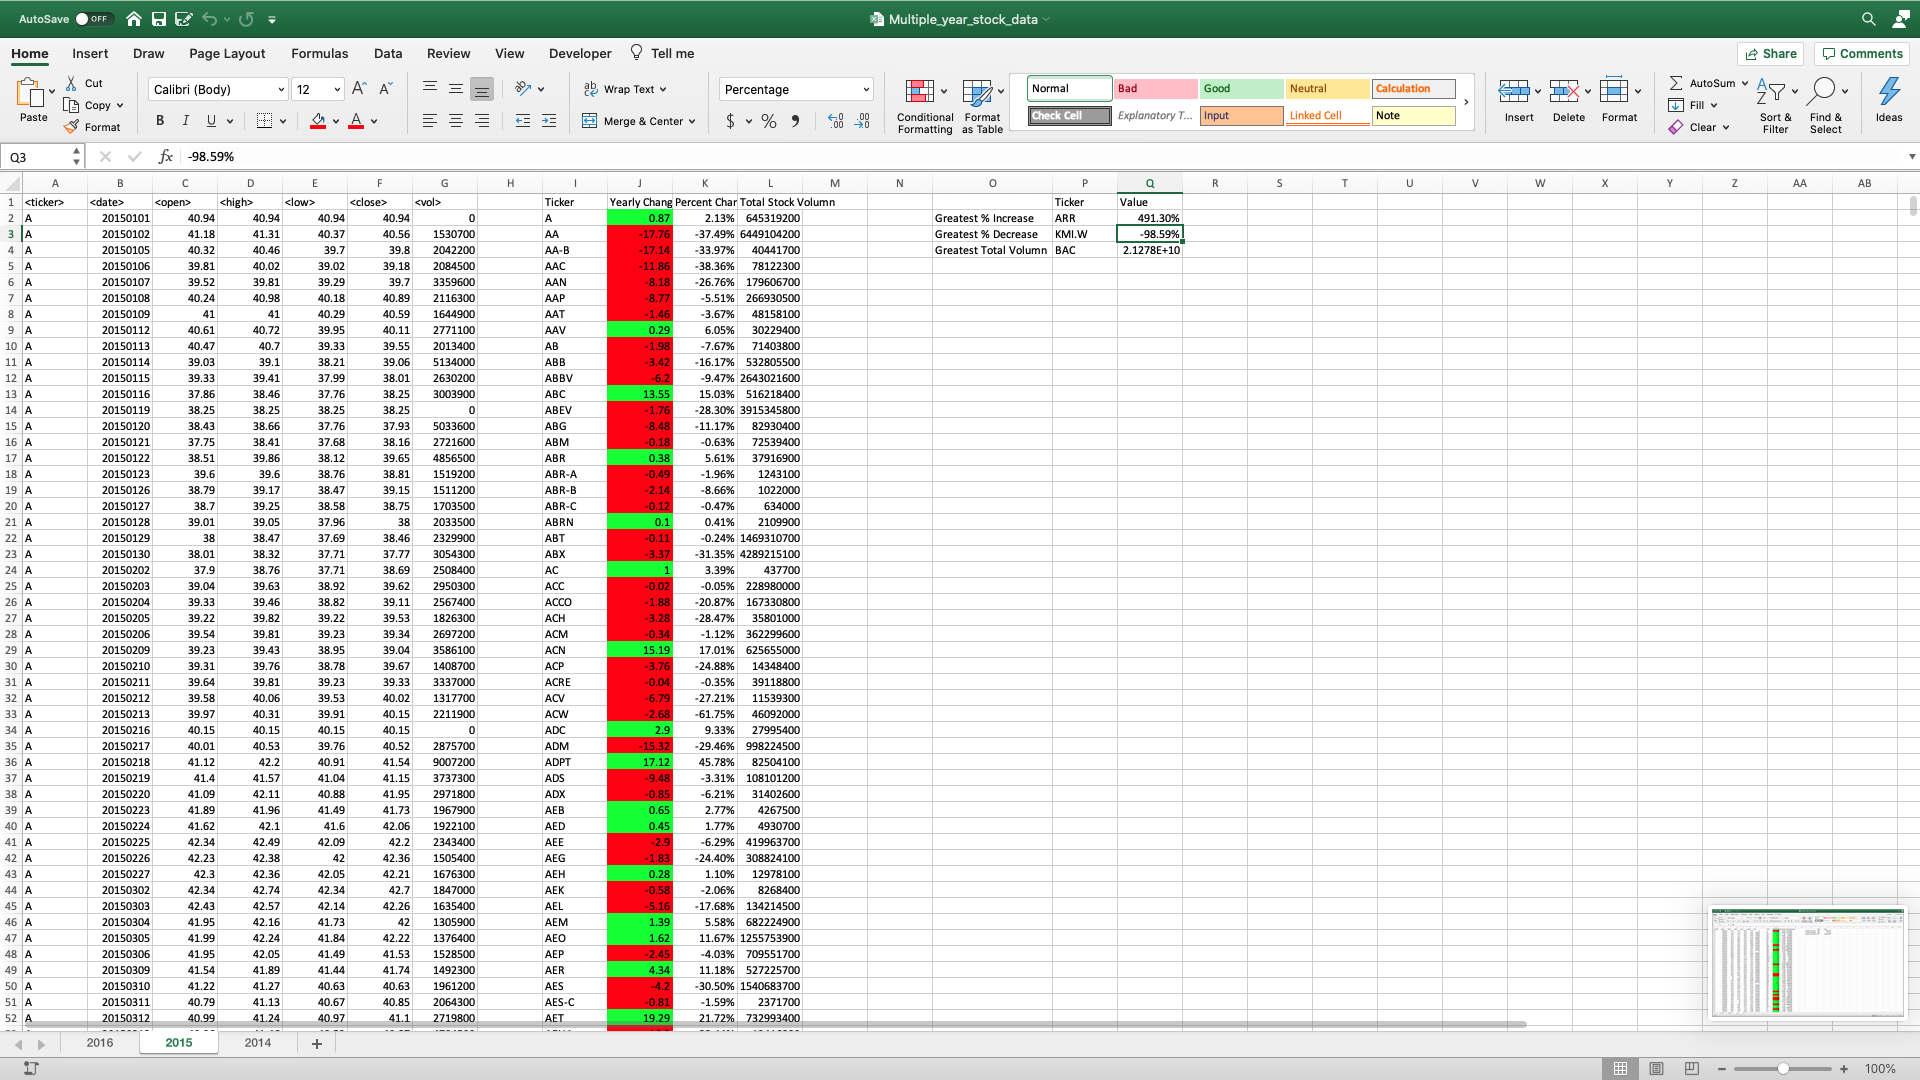 AutoSave OFF Multiple_year_stock_data
Home Insert Draw Page Layout Formulas Data Review View Developer Tell me Share Comments
Paste Cut Copy Format
Calibri (Body) 12
B I U
Wrap Text
Merge & Center
Percentage
$ %
Conditional Formatting
Format as Table
Normal Bad Good Neutral Calculation
Check Cell Explanatory T... Input Linked Cell Note
Insert Delete Format
AutoSum
Fill
Clear
Sort & Filter
Find & Select
Ideas
Q3 fx -98.59%
A B C D E F G H I J K L M N O P Q R S T U V W X Y Z AA AB
1 <ticker> <date> <open> <high> <low> <close> <vol> Ticker Yearly Chang Percent Char Total Stock Volumn Ticker Value
2 A 20150101 40.94 40.94 40.94 40.94 0 A 0.87 2.13% 645319200 Greatest % Increase ARR 491.30%
3 A 20150102 41.18 41.31 40.37 40.56 1530700 AA -17.76 -37.49% 6449104200 Greatest % Decrease KMI.W -98.59%
4 A 20150105 40.32 40.46 39.7 39.8 2042200 AA-B -17.14 -33.97% 40441700 Greatest Total Volumn BAC 2.1278E+10
5 A 20150106 39.81 40.02 39.02 39.18 2084500 AAC -11.86 -38.36% 78122300
6 A 20150107 39.52 39.81 39.29 39.7 3359600 AAN -8.18 -26.76% 179606700
7 A 20150108 40.24 40.98 40.18 40.89 2116300 AAP -8.77 -5.51% 266930500
8 A 20150109 41 41 40.29 40.59 1644900 AAT -1.46 -3.67% 48158100
9 A 20150112 40.61 40.72 39.95 40.11 2771100 AAV 0.29 6.05% 30229400
10 A 20150113 40.47 40.7 39.33 39.55 2013400 AB -1.98 -7.67% 71403800
11 A 20150114 39.03 39.1 38.21 39.06 5134000 ABB -3.42 -16.17% 532805500
12 A 20150115 39.33 39.41 37.99 38.01 2630200 ABBV -6.2 -9.47% 2643021600
13 A 20150116 37.86 38.46 37.76 38.25 3003900 ABC 13.55 15.03% 516218400
14 A 20150119 38.25 38.25 38.25 38.25 0 ABEV -1.76 -28.30% 3915345800
15 A 20150120 38.43 38.66 37.76 37.93 5033600 ABG -8.48 -11.17% 82930400
16 A 20150121 37.75 38.41 37.68 38.16 2721600 ABM -0.18 -0.63% 72539400
17 A 20150122 38.51 39.86 38.12 39.65 4856500 ABR 0.38 5.61% 37916900
18 A 20150123 39.6 39.6 38.76 38.81 1519200 ABR-A -0.49 -1.96% 1243100
19 A 20150126 38.79 39.17 38.47 39.15 1511200 ABR-B -2.14 -8.66% 1022000
20 A 20150127 38.7 39.25 38.58 38.75 1703500 ABR-C -0.12 -0.47% 634000
21 A 20150128 39.01 39.05 37.96 38 2033500 ABRN 0.1 0.41% 2109900
22 A 20150129 38 38.47 37.69 38.46 2329900 ABT -0.11 -0.24% 1469310700
23 A 20150130 38.01 38.32 37.71 37.77 3054300 ABX -3.37 -31.35% 4289215100
24 A 20150202 37.9 38.76 37.71 38.69 2508400 AC 1 3.39% 437700
25 A 20150203 39.04 39.63 38.92 39.62 2950300 ACC -0.02 -0.05% 228980000
26 A 20150204 39.33 39.46 38.82 39.11 2567400 ACCO -1.88 -20.87% 167330800
27 A 20150205 39.22 39.82 39.22 39.53 1826300 ACH -3.28 -28.47% 35801000
28 A 20150206 39.54 39.81 39.23 39.34 2697200 ACM -0.34 -1.12% 362299600
29 A 20150209 39.23 39.43 38.95 39.04 3586100 ACN 15.19 17.01% 625655000
30 A 20150210 39.31 39.76 38.78 39.67 1408700 ACP -3.76 -24.88% 14348400
31 A 20150211 39.64 39.81 39.23 39.33 3337000 ACRE -0.04 -0.35% 39118800
32 A 20150212 39.58 40.06 39.53 40.02 1317700 ACV -6.79 -27.21% 11539300
33 A 20150213 39.97 40.31 39.91 40.15 2211900 ACW -2.68 -61.75% 46092000
34 A 20150216 40.15 40.15 40.15 40.15 0 ADC 2.9 9.33% 27995400
35 A 20150217 40.01 40.53 39.76 40.52 2875700 ADM -15.32 -29.46% 998224500
36 A 20150218 41.12 42.2 40.91 41.54 9007200 ADPT 17.12 45.78% 82504100
37 A 20150219 41.4 41.57 41.04 41.15 3737300 ADS -9.48 -3.31% 108101200
38 A 20150220 41.09 42.11 40.88 41.95 2971800 ADX -0.85 -6.21% 31402600
39 A 20150223 41.89 41.96 41.49 41.73 1967900 AEB 0.65 2.77% 4267500
40 A 20150224 41.62 42.1 41.6 42.06 1922100 AED 0.45 1.77% 4930700
41 A 20150225 42.34 42.49 42.09 42.2 2343400 AEE -2.9 -6.29% 419963700
42 A 20150226 42.23 42.38 42 42.36 1505400 AEG -1.83 -24.40% 308824100
43 A 20150227 42.3 42.36 42.05 42.21 1676300 AEH 0.28 1.10% 12978100
44 A 20150302 42.34 42.74 42.34 42.7 1847000 AEK -0.58 -2.06% 8268400
45 A 20150303 42.43 42.57 42.14 42.26 1635400 AEL -5.16 -17.68% 134214500
46 A 20150304 41.95 42.16 41.73 42 1305900 AEM 1.39 5.58% 682224900
47 A 20150305 41.99 42.24 41.84 42.22 1376400 AEO 1.62 11.67% 1255753900
48 A 20150306 41.95 42.05 41.49 41.53 1528500 AEP -2.45 -4.03% 709551700
49 A 20150309 41.54 41.89 41.44 41.74 1492300 AER 4.34 11.18% 527225700
50 A 20150310 41.22 41.27 40.63 40.63 1961200 AES -4.2 -30.50% 1540683700
51 A 20150311 40.79 41.13 40.67 40.85 2064300 AES-C -0.81 -1.59% 2371700
52 A 20150312 40.99 41.24 40.97 41.1 2719800 AET 19.29 21.72% 732993400
2016 2015 2014 +
100%